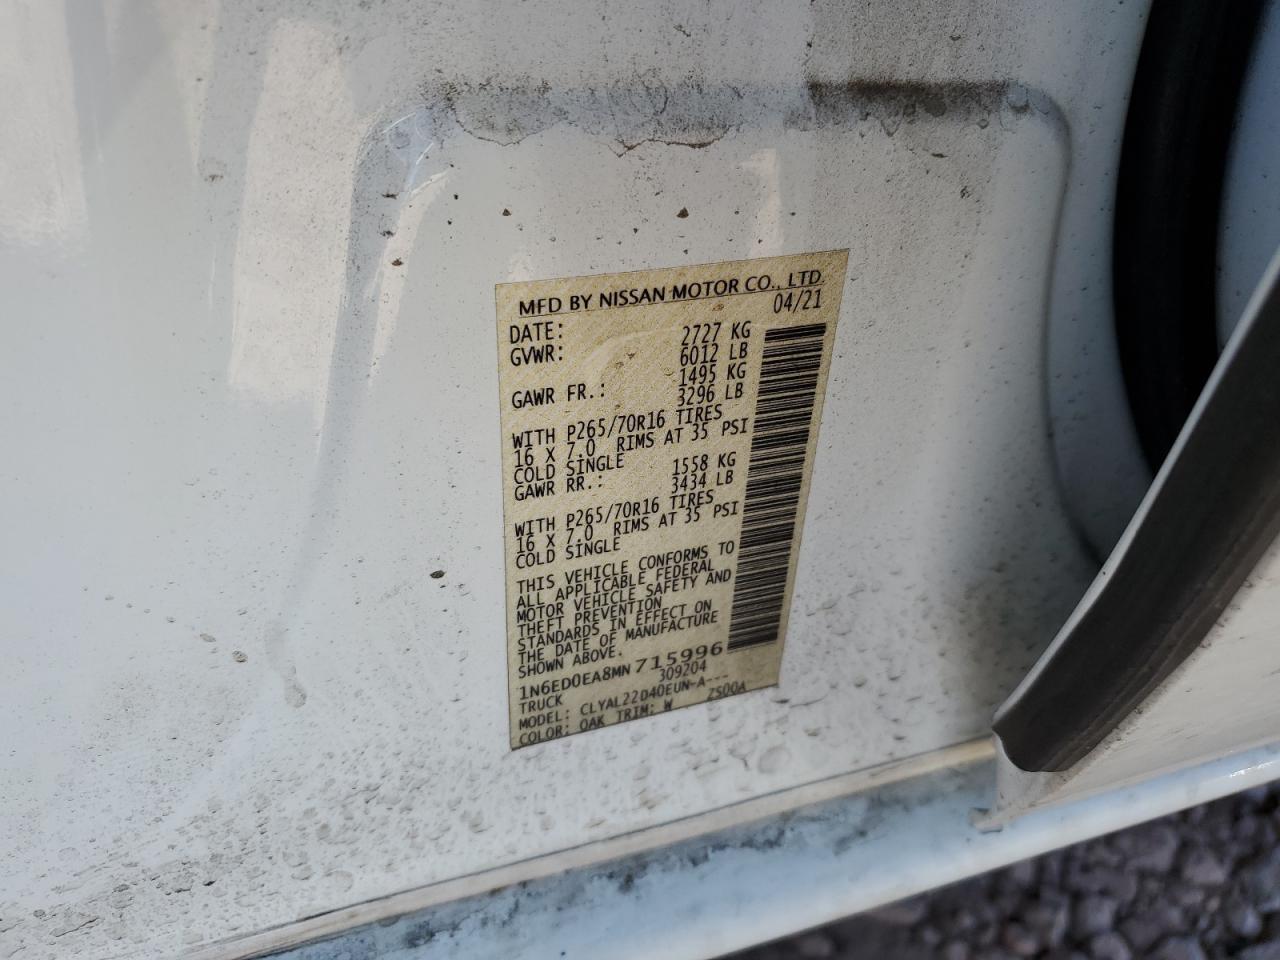 MFD BY NISSAN MOTOR CO., LTD.
DATE: 04/21
GVWR: 2727 KG
6012 LB
GAWR FR.: 1495 KG
3296 LB
WITH P265/70R16 TIRES
16 X 7.0 RIMS AT 35 PSI
COLD SINGLE
GAWR RR.: 1558 KG
3434 LB
WITH P265/70R16 TIRES
16 X 7.0 RIMS AT 35 PSI
COLD SINGLE
THIS VEHICLE CONFORMS TO
ALL APPLICABLE FEDERAL
MOTOR VEHICLE SAFETY AND
THEFT PREVENTION
STANDARDS IN EFFECT ON
THE DATE OF MANUFACTURE
SHOWN ABOVE.
1N6ED0EA8MN715996
TRUCK 309204
MODEL: CLYAL22D40EUN-A---
COLOR: QAK TRIM: W ZS00A